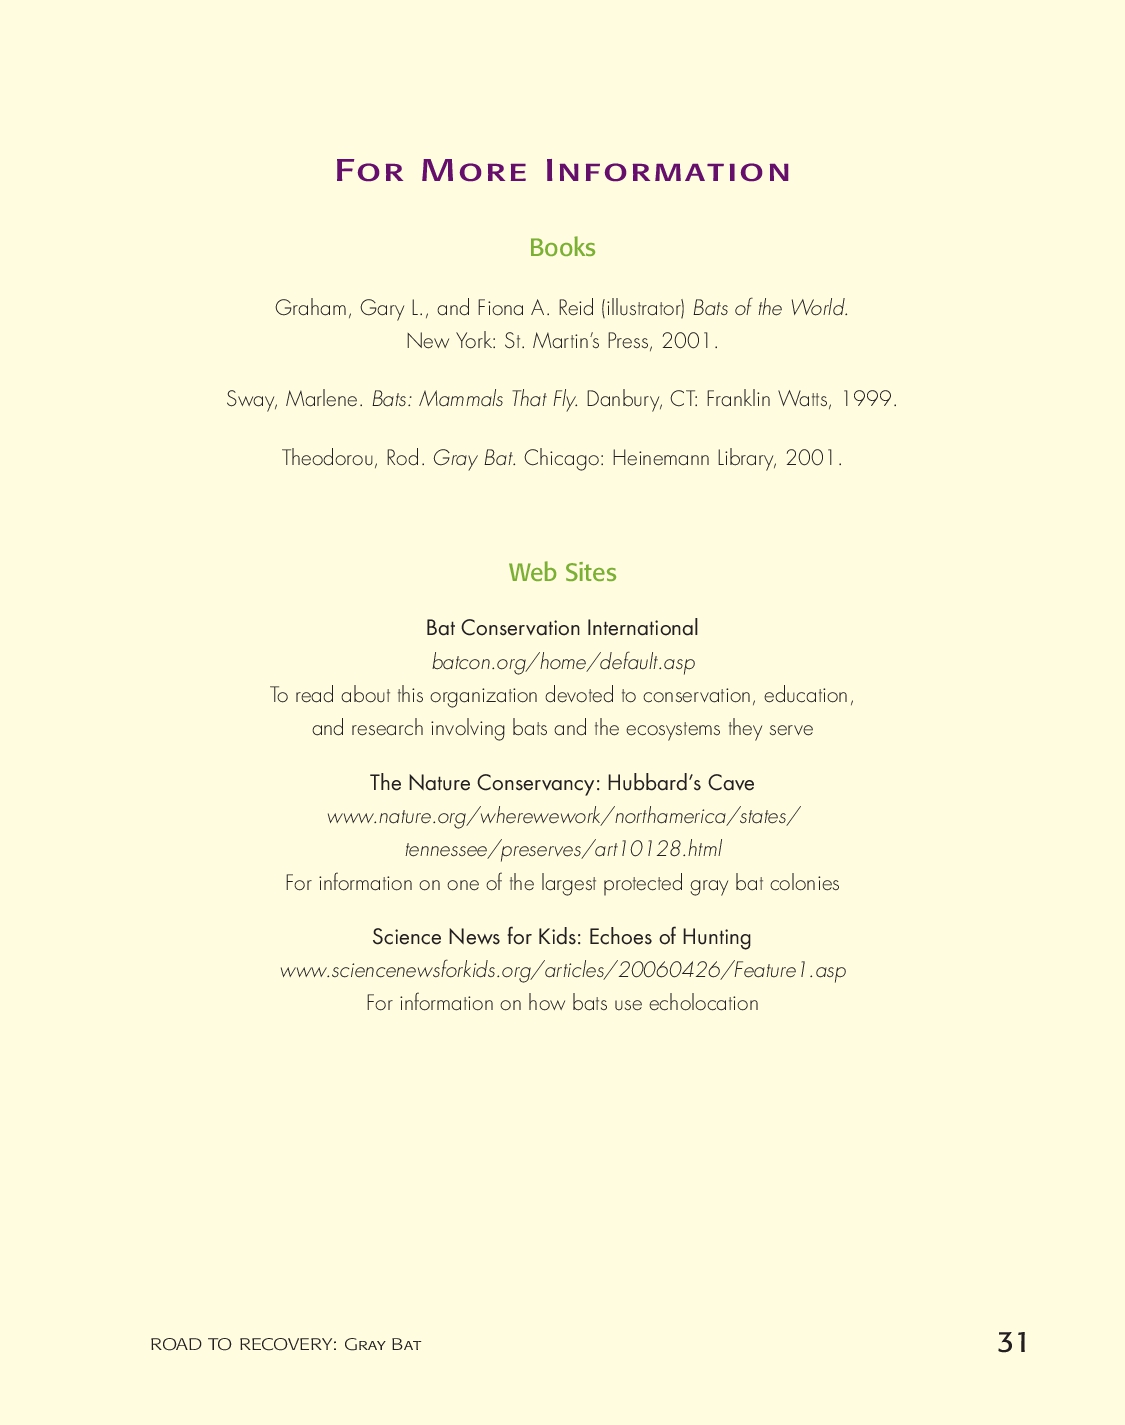 For More Information
Books
Graham, Gary L., and Fiona A. Reid (illustrator) Bats of the World.
New York: St. Martin’s Press, 2001.
Sway, Marlene. Bats: Mammals That Fly. Danbury, CT: Franklin Watts, 1999.
Theodorou, Rod. Gray Bat. Chicago: Heinemann Library, 2001.
Web Sites
Bat Conservation International
batcon.org/home/default.asp
To read about this organization devoted to conservation, education,
and research involving bats and the ecosystems they serve
The Nature Conservancy: Hubbard’s Cave
www.nature.org/wherewework/northamerica/states/
tennessee/preserves/art10128.html
For information on one of the largest protected gray bat colonies
Science News for Kids: Echoes of Hunting
www.sciencenewsforkids.org/articles/20060426/Feature1.asp
For information on how bats use echolocation
ROAD TO RECOVERY: Gray Bat 31